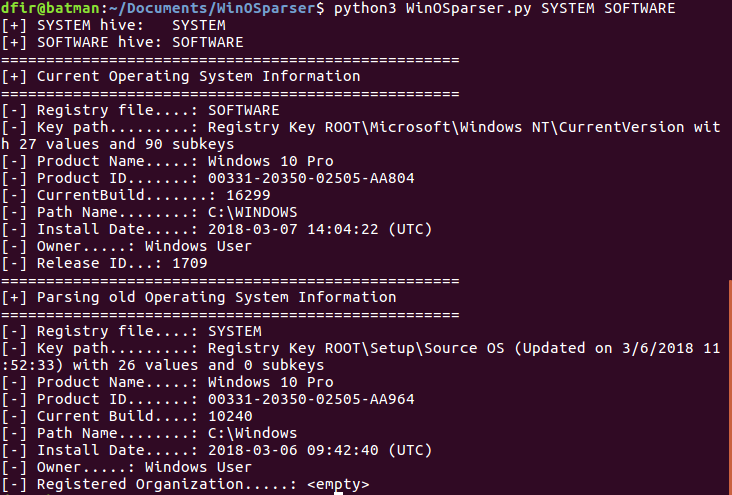 dfir@batman:~/Documents/WinOSparser$ python3 WinOSparser.py SYSTEM SOFTWARE
[+] SYSTEM hive:   SYSTEM
[+] SOFTWARE hive: SOFTWARE
===================================================
[+] Current Operating System Information
===================================================
[-] Registry file....: SOFTWARE
[-] Key path.........: Registry Key ROOT\Microsoft\Windows NT\CurrentVersion wit
h 27 values and 90 subkeys
[-] Product Name.....: Windows 10 Pro
[-] Product ID.......: 00331-20350-02505-AA804
[-] CurrentBuild.......: 16299
[-] Path Name........: C:\WINDOWS
[-] Install Date.....: 2018-03-07 14:04:22 (UTC)
[-] Owner.....: Windows User
[-] Release ID...: 1709
===================================================
[+] Parsing old Operating System Information
===================================================
[-] Registry file....: SYSTEM
[-] Key path.........: Registry Key ROOT\Setup\Source OS (Updated on 3/6/2018 11
:52:33) with 26 values and 0 subkeys
[-] Product Name.....: Windows 10 Pro
[-] Product ID.......: 00331-20350-02505-AA964
[-] Current Build....: 10240
[-] Path Name........: C:\Windows
[-] Install Date.....: 2018-03-06 09:42:40 (UTC)
[-] Owner.....: Windows User
[-] Registered Organization.....: <empty>